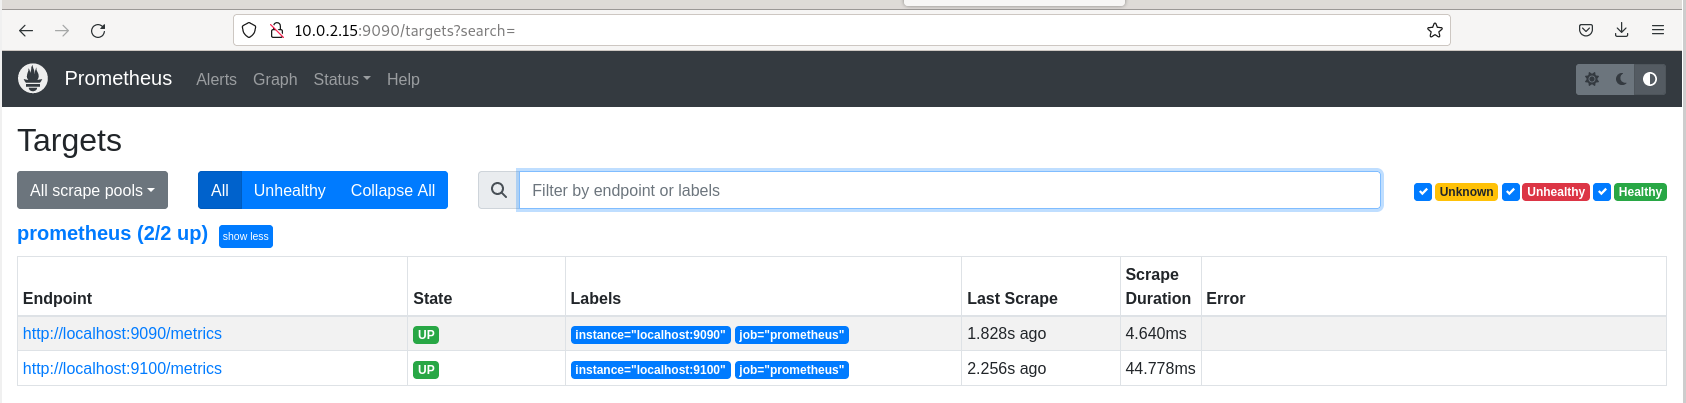 10.0.2.15:9090/targets?search=
Prometheus Alerts Graph Status Help
Targets
All scrape pools All Unhealthy Collapse All Filter by endpoint or labels Unknown Unhealthy Healthy
prometheus (2/2 up) show less
Endpoint State Labels Last Scrape Scrape Duration Error
http://localhost:9090/metrics UP instance="localhost:9090" job="prometheus" 1.828s ago 4.640ms
http://localhost:9100/metrics UP instance="localhost:9100" job="prometheus" 2.256s ago 44.778ms